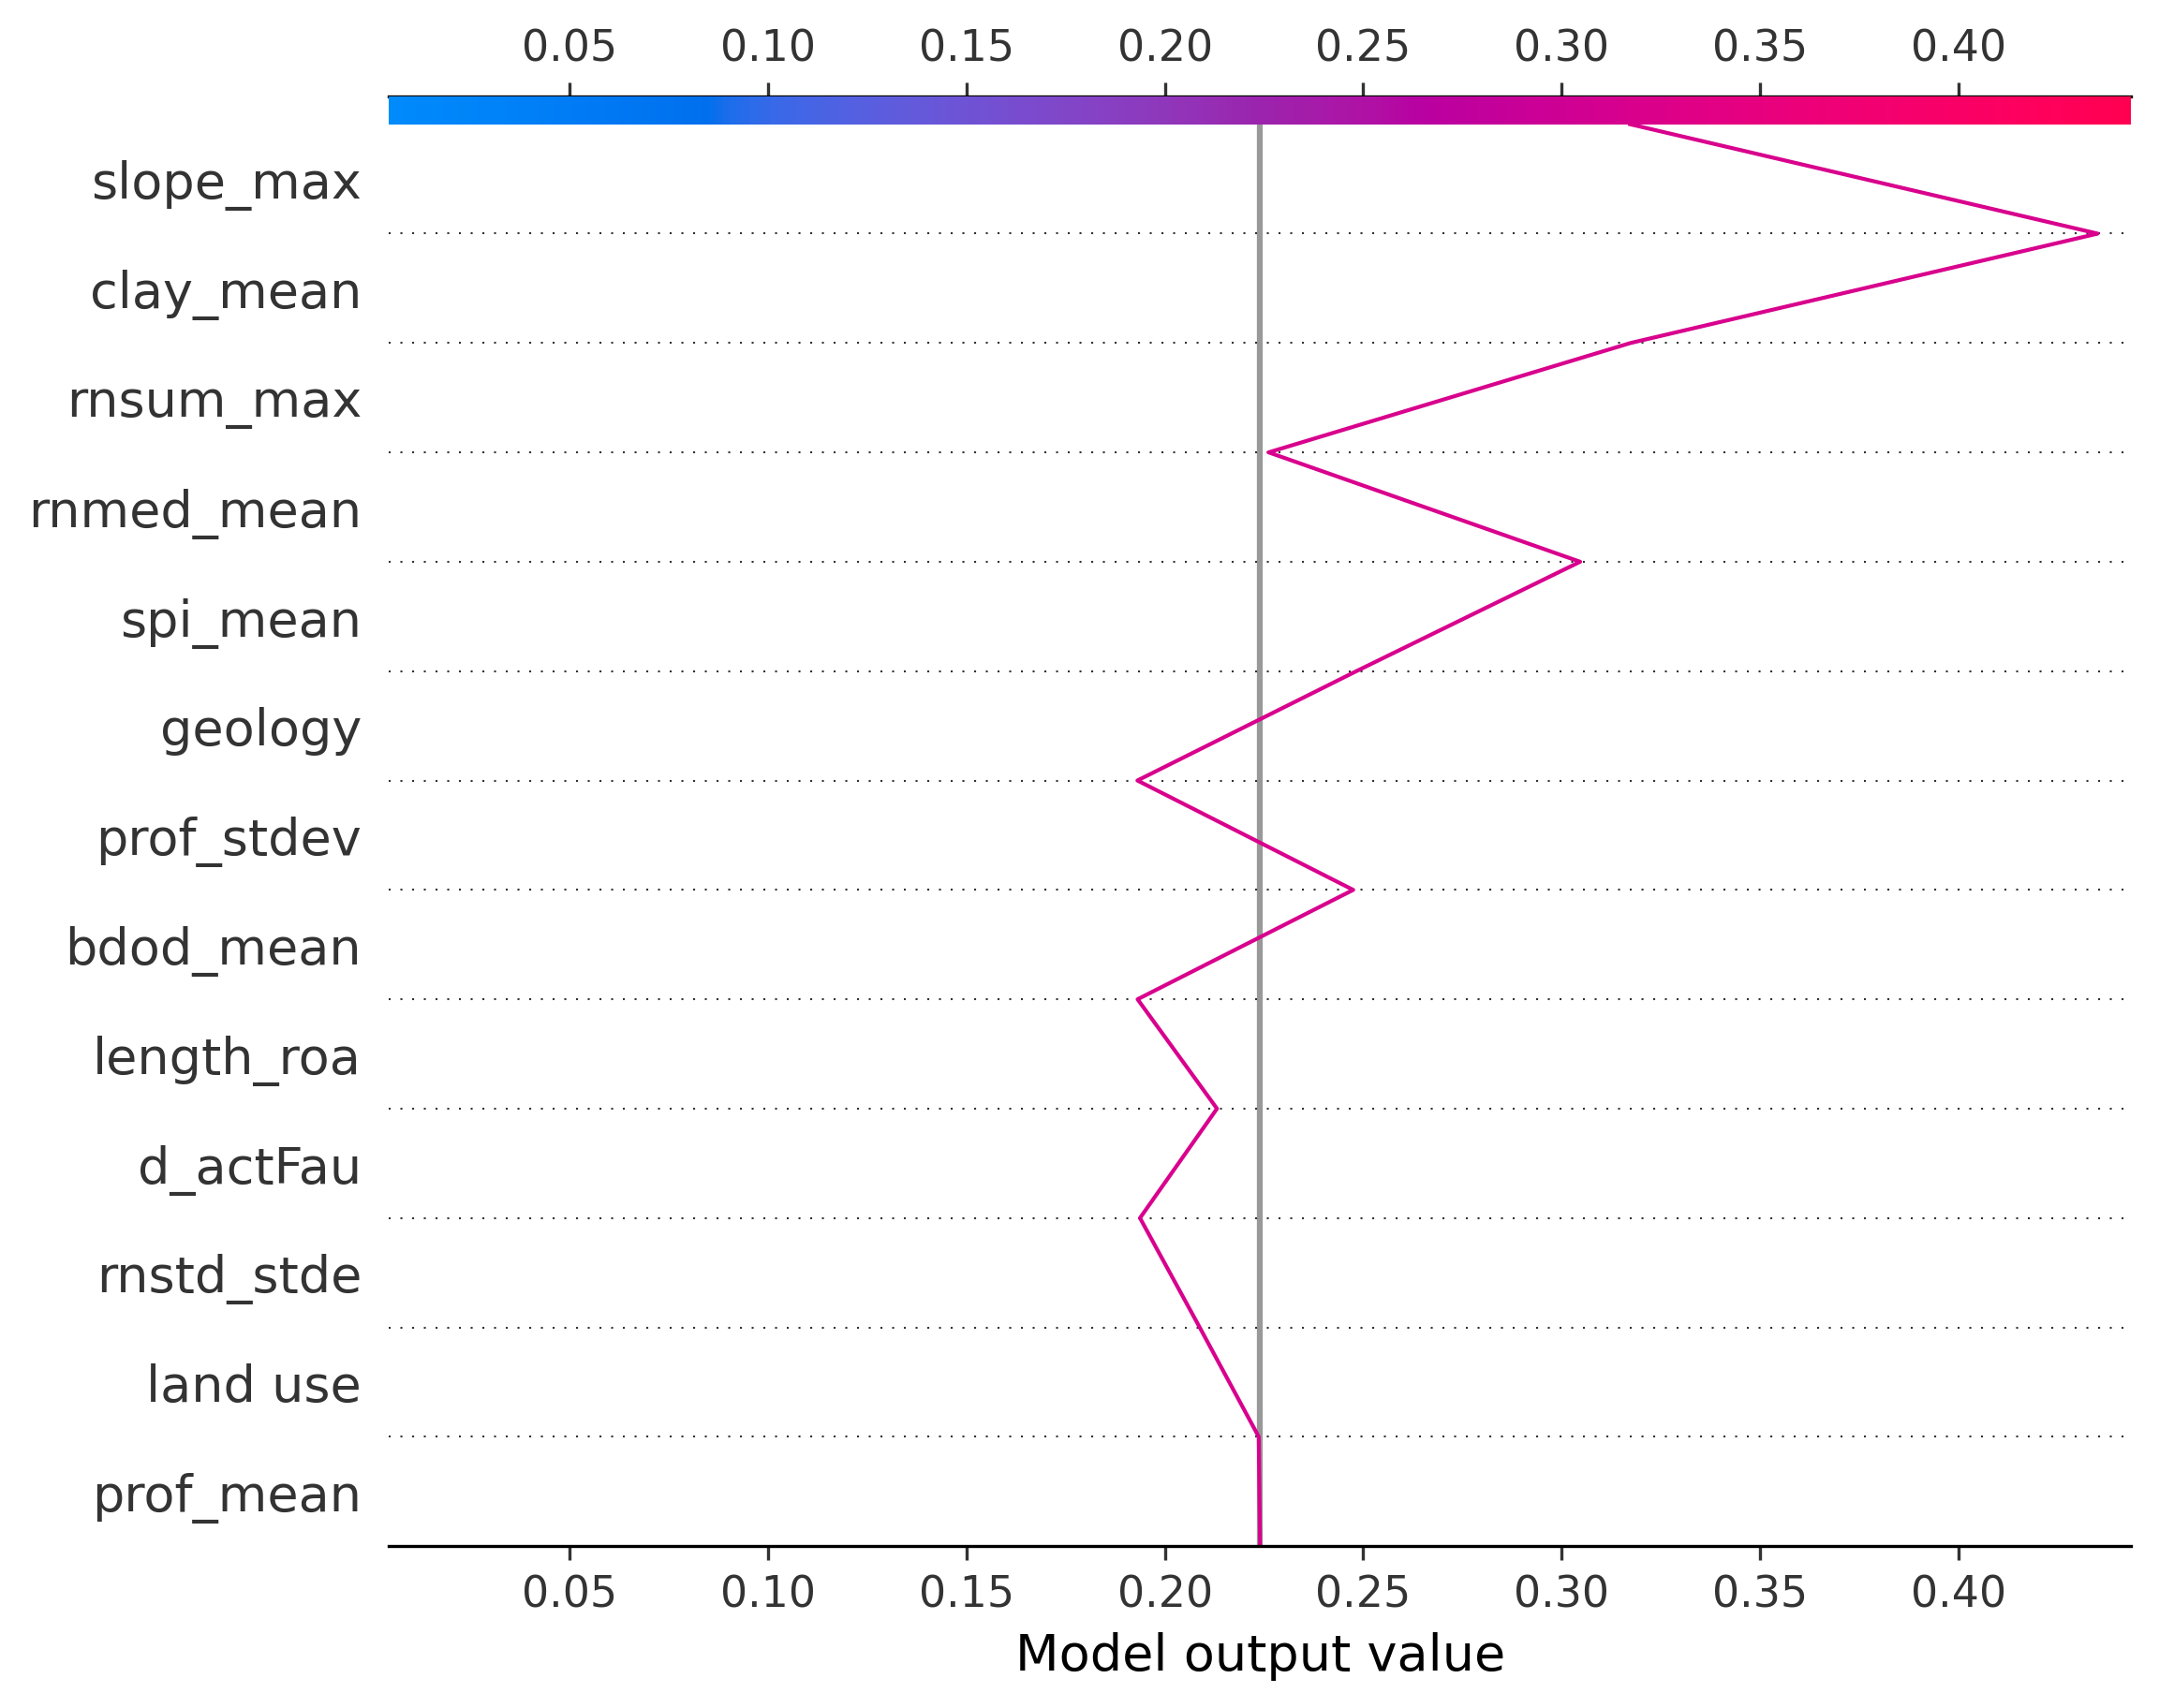 0.05 0.10 0.15 0.20 0.25 0.30 0.35 0.40
slope_max
clay_mean
rnsum_max
rnmed_mean
spi_mean
geology
prof_stdev
bdod_mean
length_roa
d_actFau
rnstd_stde
land use
prof_mean
0.05 0.10 0.15 0.20 0.25 0.30 0.35 0.40
Model output value